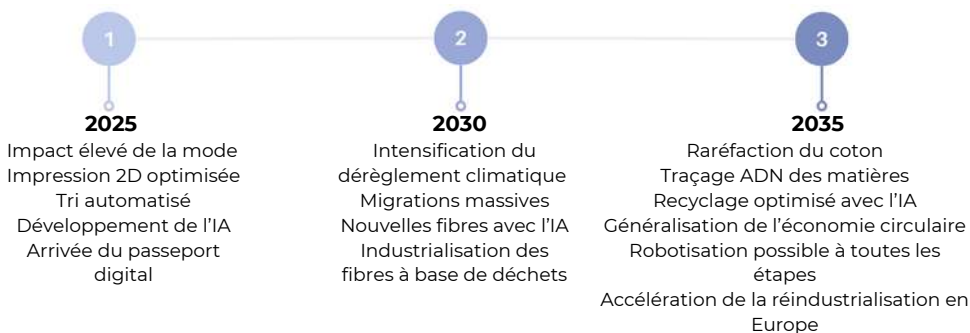 1
2
3
2025
Impact élevé de la mode
Impression 2D optimisée
Tri automatisé
Développement de l’IA
Arrivée du passeport
digital
2030
Intensification du
dérèglement climatique
Migrations massives
Nouvelles fibres avec l’IA
Industrialisation des
fibres à base de déchets
2035
Raréfaction du coton
Traçage ADN des matières
Recyclage optimisé avec l’IA
Généralisation de l’économie circulaire
Robotisation possible à toutes les
étapes
Accélération de la réindustrialisation en
Europe